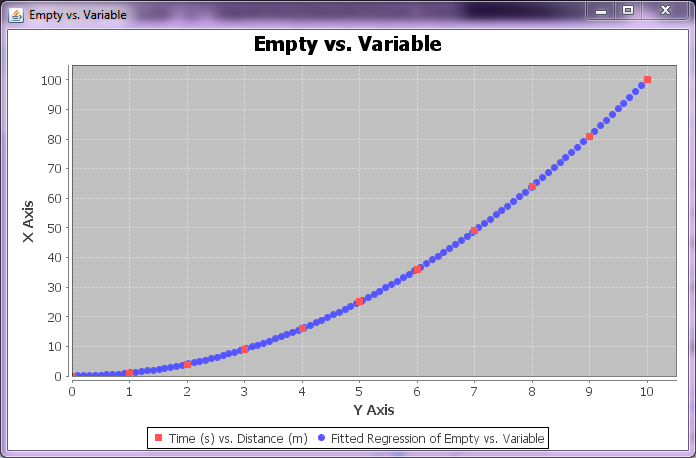 Empty vs. Variable
Empty vs. Variable
X Axis
100
90
80
70
60
50
40
30
20
10
0
0 1 2 3 4 5 6 7 8 9 10
Y Axis
Time (s) vs. Distance (m) Fitted Regression of Empty vs. Variable